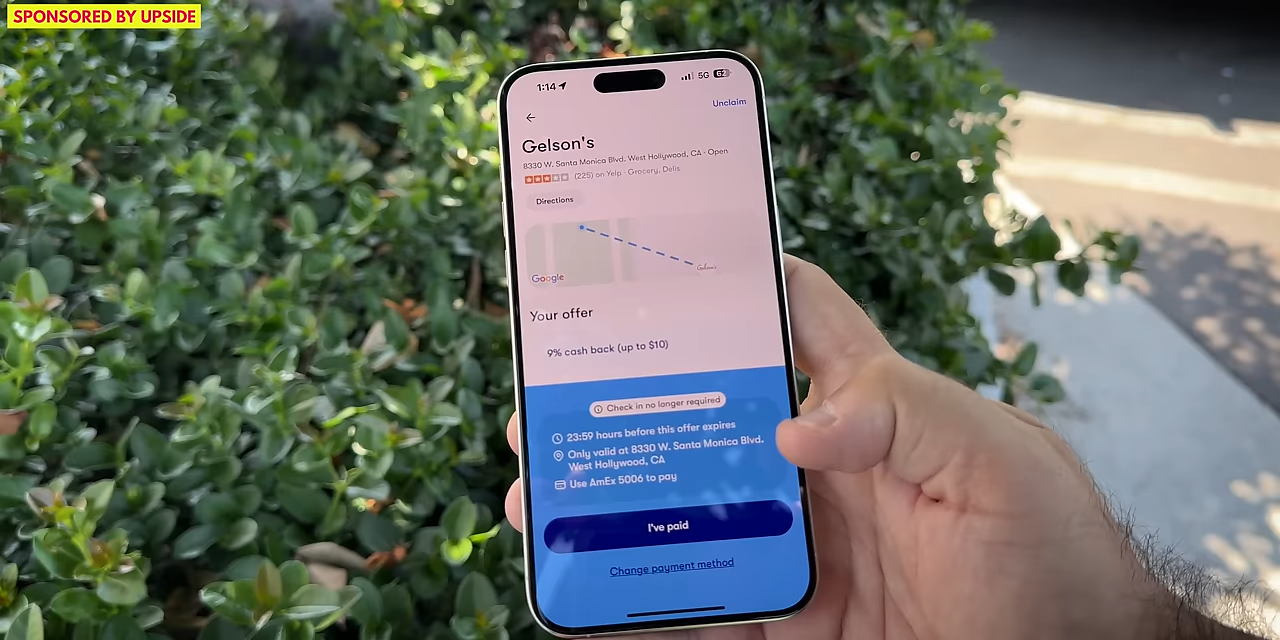 SPONSORED BY UPSIDE
1:14 5G 62
Unclaim
Gelson's
8330 W. Santa Monica Blvd. West Hollywood, CA · Open
(225) on Yelp · Grocery, Delis
Directions
Google
Gelson's
Your offer
9% cash back (up to $10)
Check in no longer required
23:59 hours before this offer expires
Only valid at 8330 W. Santa Monica Blvd.
West Hollywood, CA
Use AmEx 5006 to pay
I've paid
Change payment method